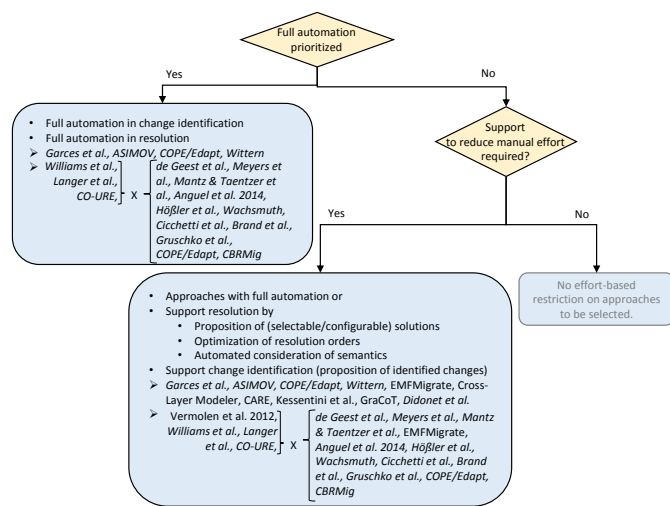 Full automation
prioritized
Yes
No
• Full automation in change identification
• Full automation in resolution
➢ Garces et al., ASIMOV, COPE/Edapt, Wittern
➢ Williams et al.,
Langer et al.,
CO-URE,
X
de Geest et al., Meyers et
al., Mantz & Taentzer et
al., Anguel et al. 2014,
Hößler et al., Wachsmuth,
Cicchetti et al., Brand et al.,
Gruschko et al.,
COPE/Edapt, CBRMig
Support
to reduce manual effort
required?
Yes
No
• Approaches with full automation or
• Support resolution by
• Proposition of (selectable/configurable) solutions
• Optimization of resolution orders
• Automated consideration of semantics
• Support change identification (proposition of identified changes)
➢ Garces et al., ASIMOV, COPE/Edapt, Wittern, EMFMigrate, Cross-
Layer Modeler, CARE, Kessentini et al., GraCoT, Didonet et al.
➢ Vermolen et al. 2012,
Williams et al., Langer
et al., CO-URE,
X
de Geest et al., Meyers et al., Mantz
& Taentzer et al., EMFMigrate,
Anguel et al. 2014, Hößler et al.,
Wachsmuth, Cicchetti et al., Brand
et al., Gruschko et al., COPE/Edapt,
CBRMig
No effort-based
restriction on approaches
to be selected.